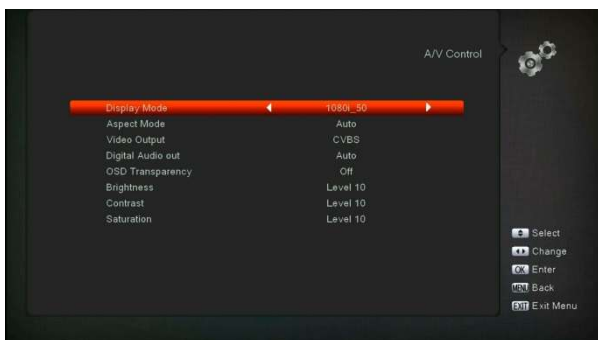 A/V Control
Display Mode 1080i_50
Aspect Mode Auto
Video Output CVBS
Digital Audio out Auto
OSD Transparency Off
Brightness Level 10
Contrast Level 10
Saturation Level 10
Select
Change
OK Enter
MENU Back
EXIT Exit Menu